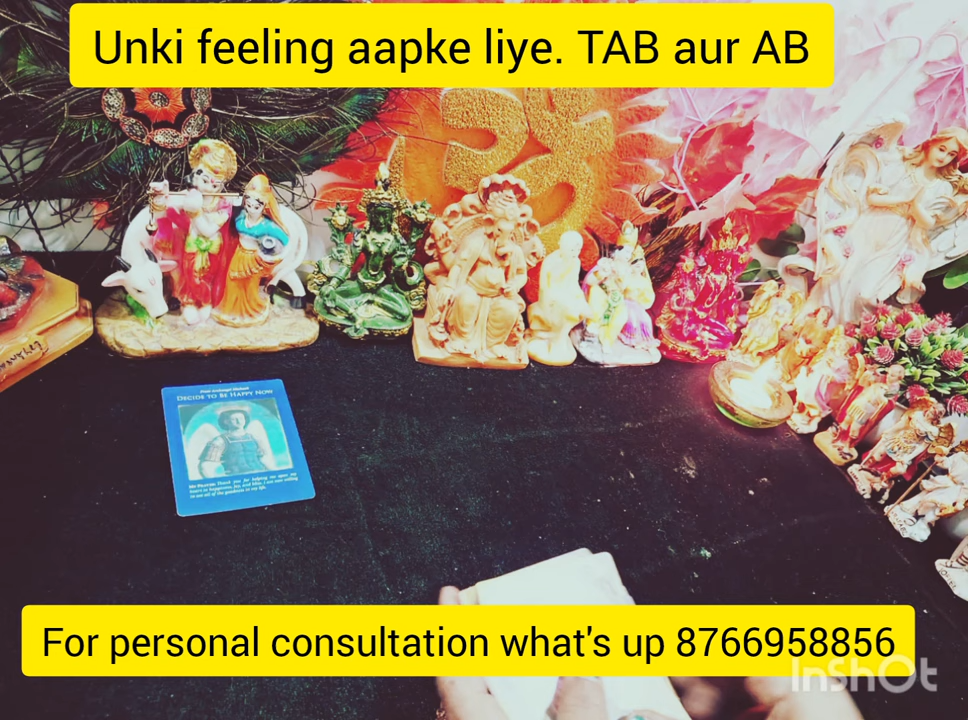 Unki feeling aapke liye. TAB aur AB
DECIDE TO BE HAPPY NOW
For personal consultation what's up 8766958856
InShOt